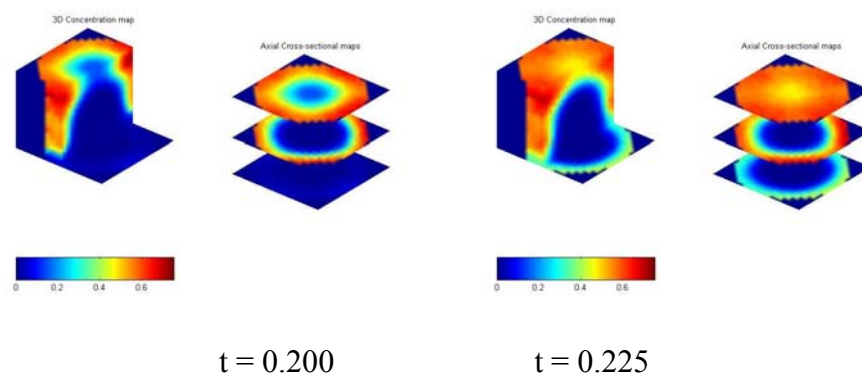 3D Concentration map
Axial Cross-sectional maps
0 0.2 0.4 0.6
t = 0.200
3D Concentration map
Axial Cross-sectional maps
0 0.2 0.4 0.6
t = 0.225